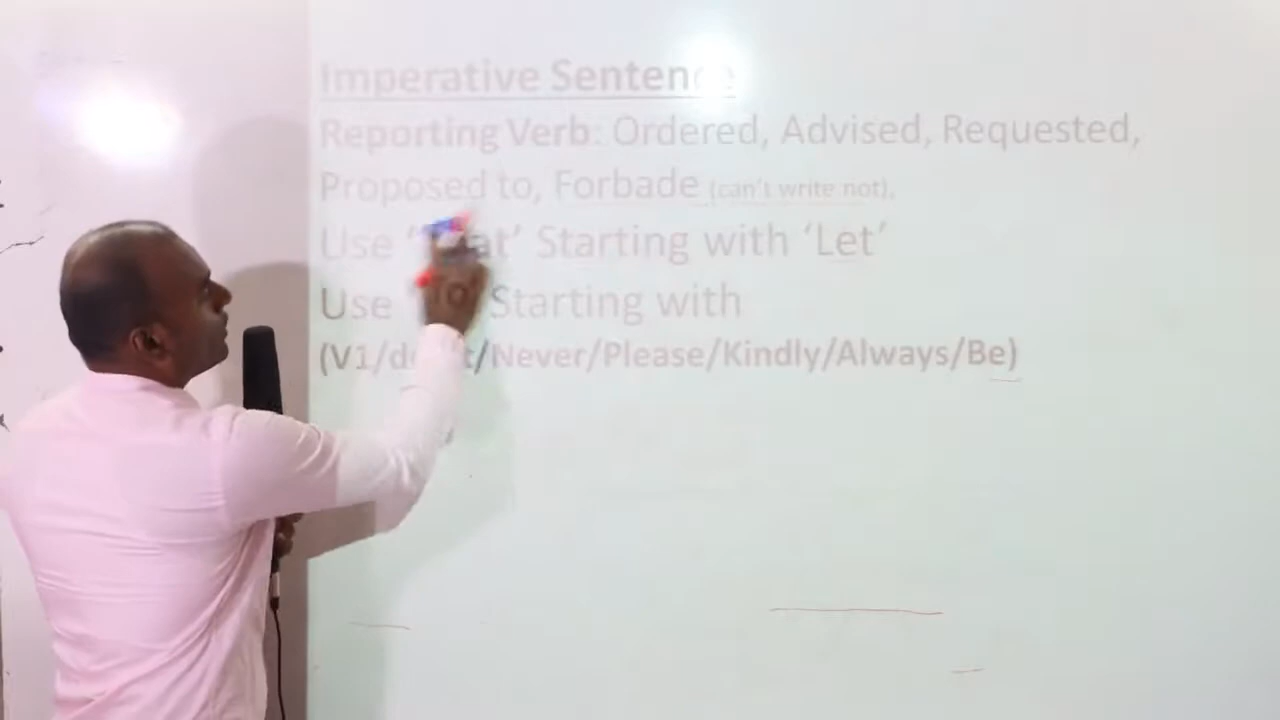 Imperative Sentence
Reporting Verb: Ordered, Advised, Requested,
Proposed to, Forbade (can't write not),
Use Starting with 'Let'
Use Starting with
(V1/ /Never/Please/Kindly/Always/Be)